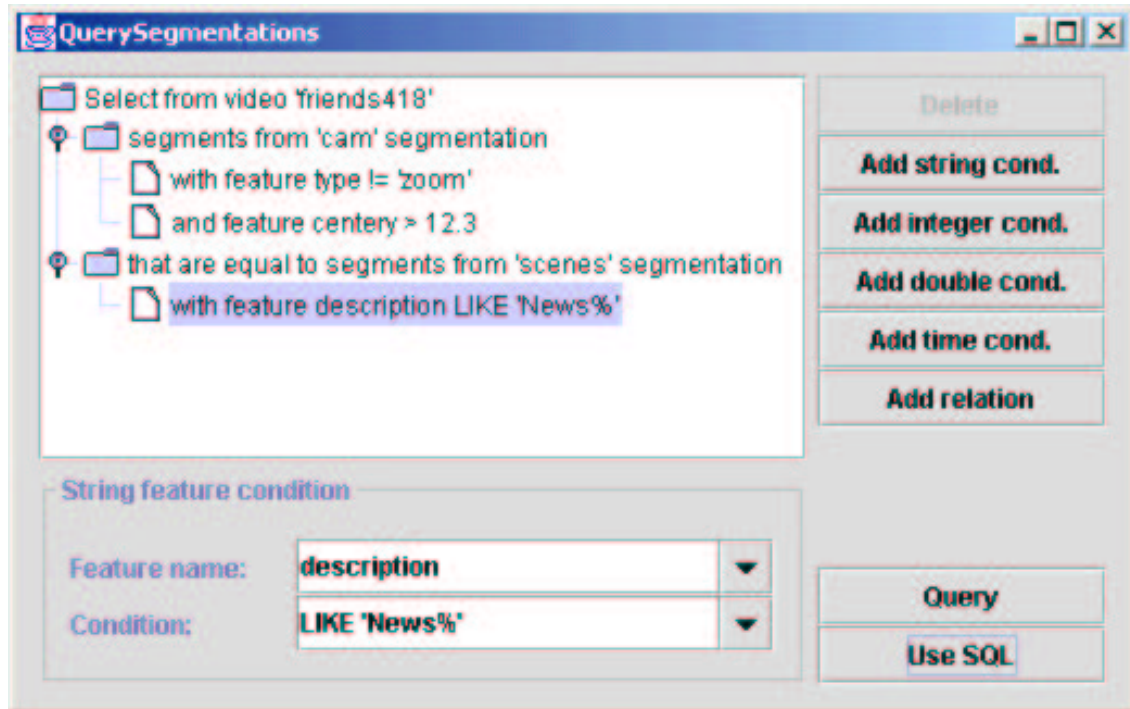 QuerySegmentations
Select from video 'friends418'
segments from 'cam' segmentation
with feature type != 'zoom'
and feature centery > 12.3
that are equal to segments from 'scenes' segmentation
with feature description LIKE 'News%'
Delete
Add string cond.
Add integer cond.
Add double cond.
Add time cond.
Add relation
String feature condition
Feature name:
description
Condition:
LIKE 'News%'
Query
Use SQL